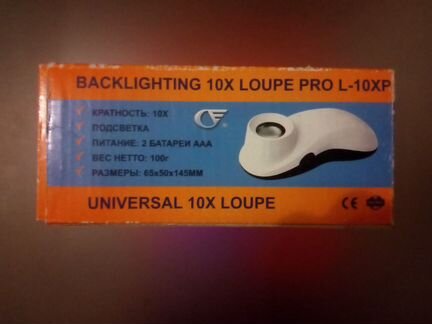 BACKLIGHTING 10X LOUPE PRO L-10XP
КРАТНОСТЬ: 10X
ПОДСВЕТКА
ПИТАНИЕ: 2 БАТАРЕИ ААА
ВЕС НЕТТО: 100г
РАЗМЕРЫ: 65x50x145ММ
UNIVERSAL 10X LOUPE
CE